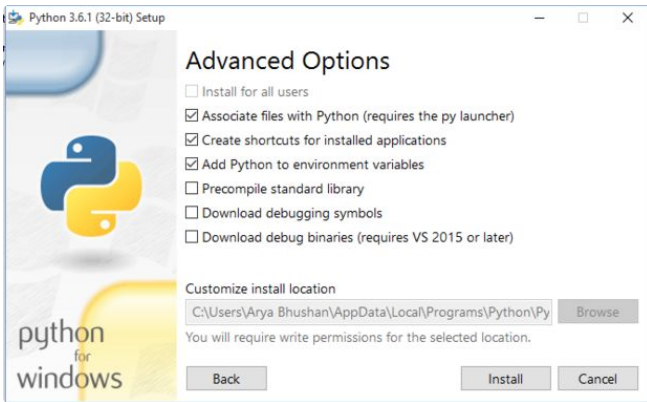 Python 3.6.1 (32-bit) Setup
Advanced Options
Install for all users
Associate files with Python (requires the py launcher)
Create shortcuts for installed applications
Add Python to environment variables
Precompile standard library
Download debugging symbols
Download debug binaries (requires VS 2015 or later)
Customize install location
C:\Users\Arya Bhushan\AppData\Local\Programs\Python\Py
Browse
You will require write permissions for the selected location.
python
for
windows
Back
Install
Cancel